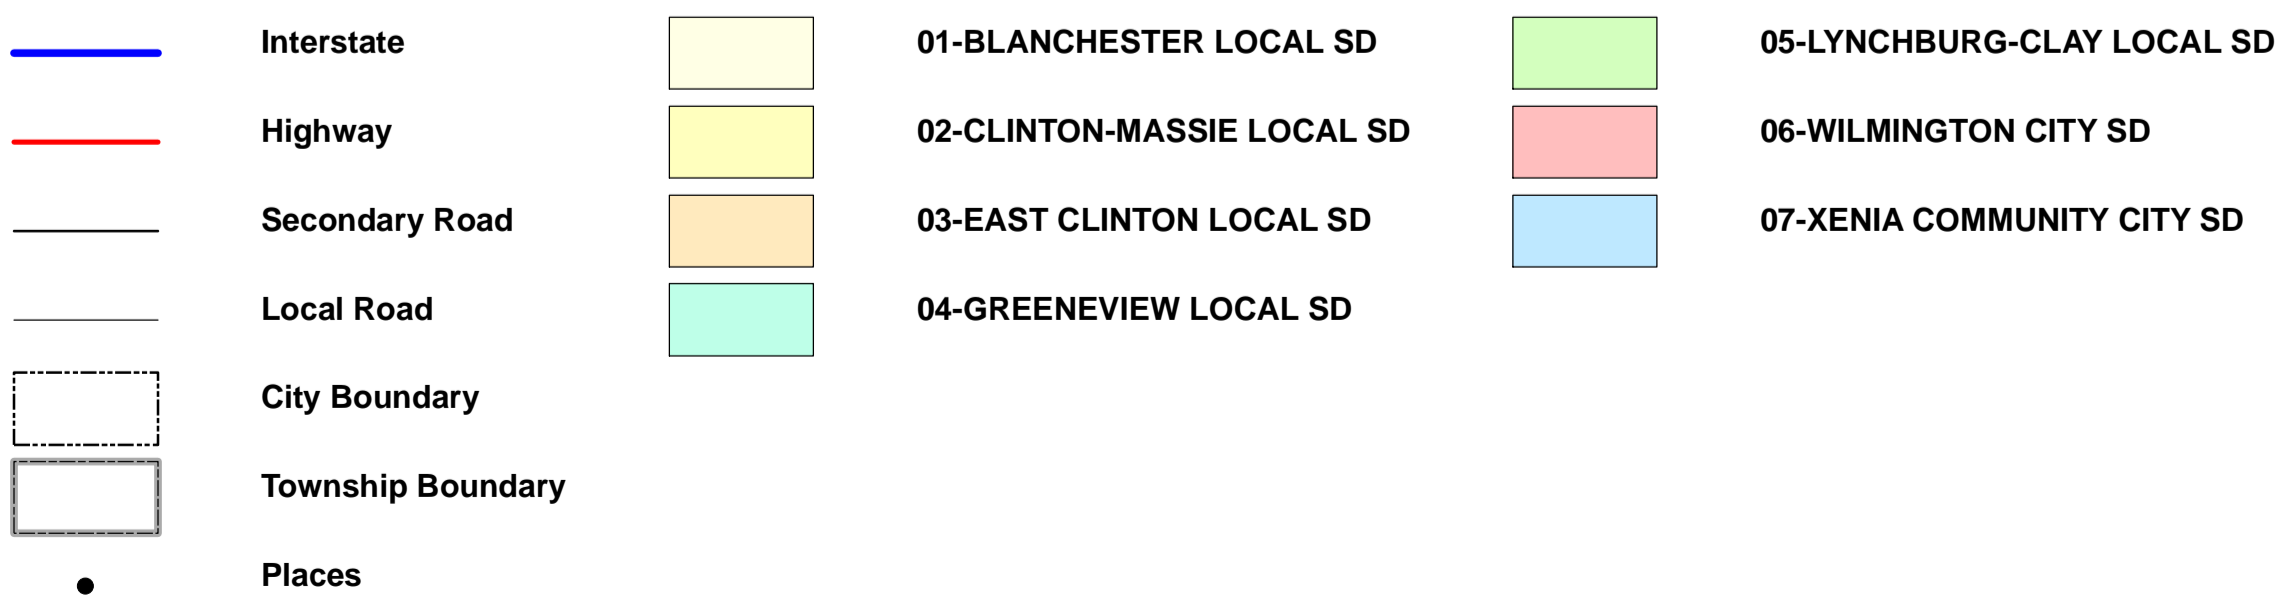 Interstate
Highway
Secondary Road
Local Road
City Boundary
Township Boundary
Places
01-BLANCHESTER LOCAL SD
02-CLINTON-MASSIE LOCAL SD
03-EAST CLINTON LOCAL SD
04-GREENEVIEW LOCAL SD
05-LYNCHBURG-CLAY LOCAL SD
06-WILMINGTON CITY SD
07-XENIA COMMUNITY CITY SD